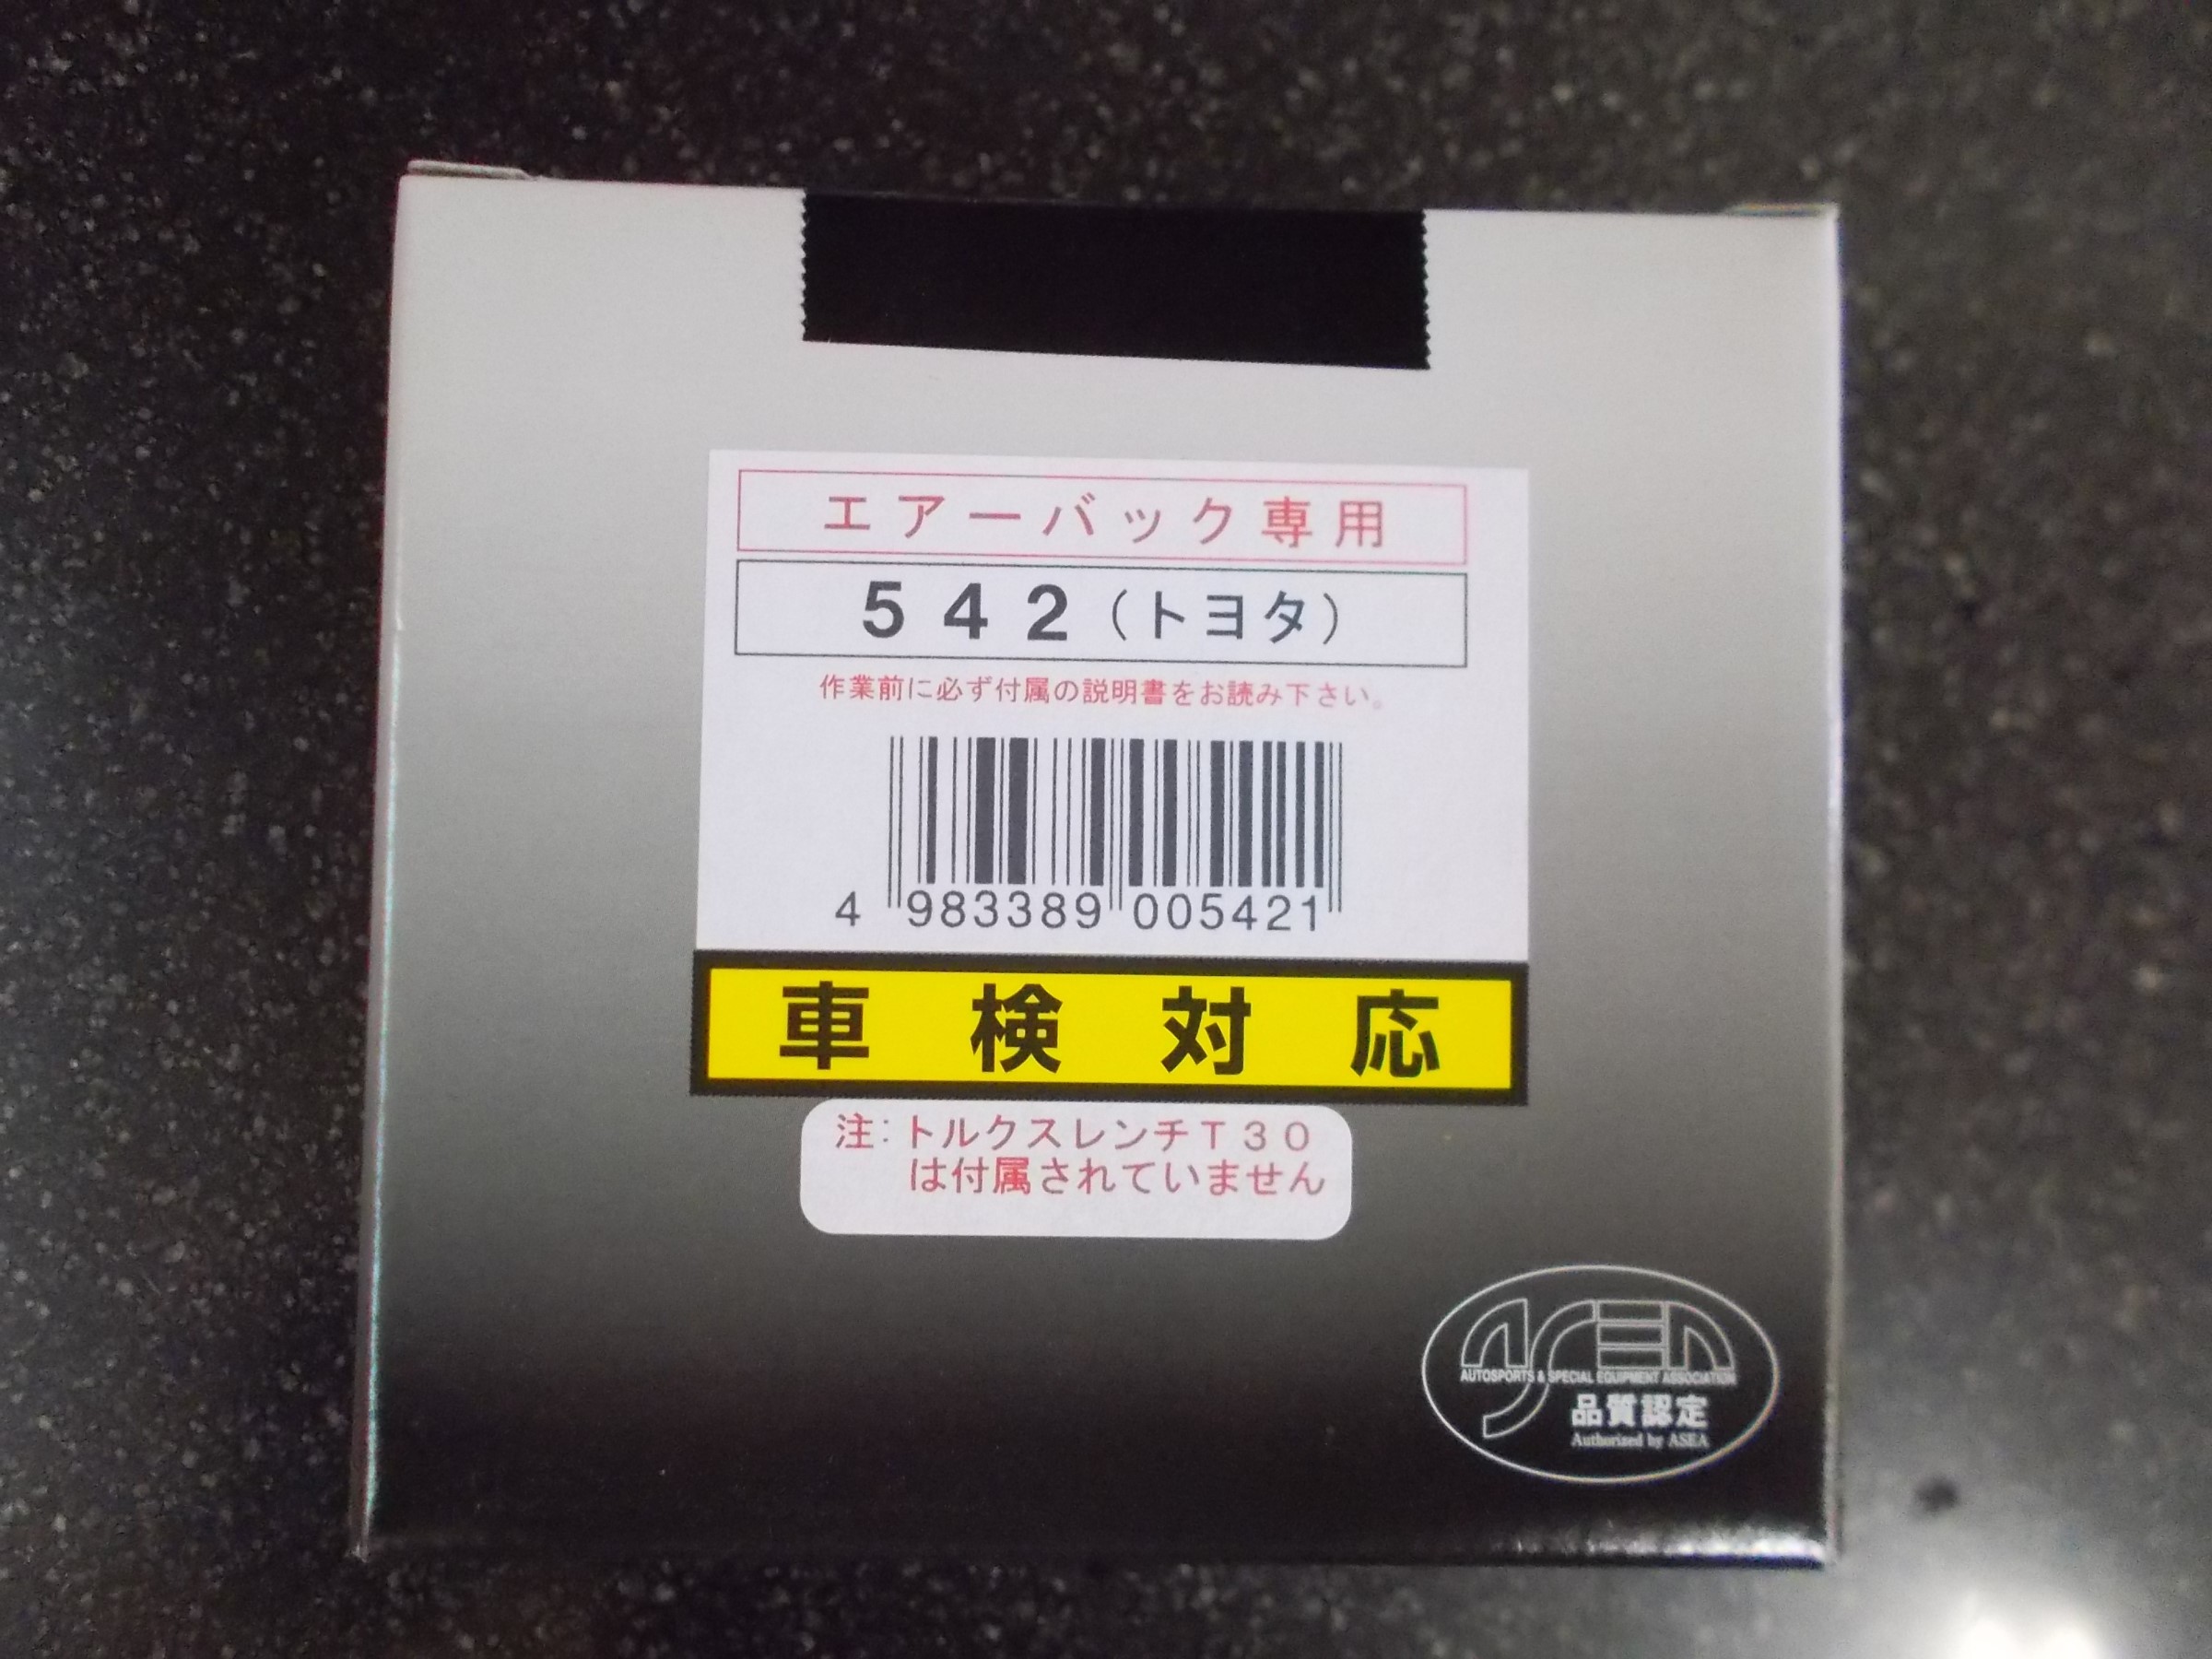 エアーバック専用
542(トヨタ)
作業前に必ず付属の説明書をお読み下さい。
4 983389 005421
車検対応
注:トルクスレンチT30
は付属されていません
ASEA
AUTOSPORTS & SPECIAL EQUIPMENT ASSOCIATION
品質認定
Authorized by ASEA